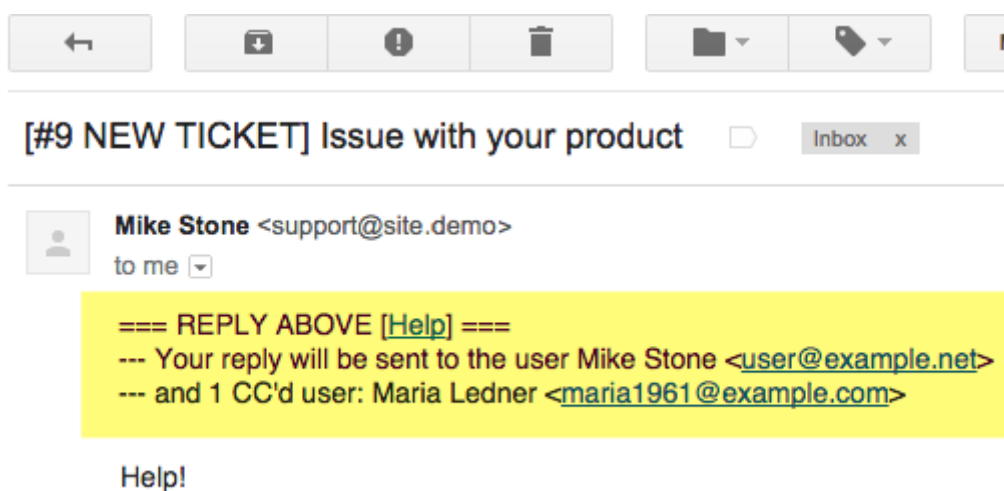 [#9 NEW TICKET] Issue with your product Inbox x
Mike Stone <support@site.demo>
to me
=== REPLY ABOVE [Help] ===
--- Your reply will be sent to the user Mike Stone <user@example.net>
--- and 1 CC'd user: Maria Ledner <maria1961@example.com>
Help!